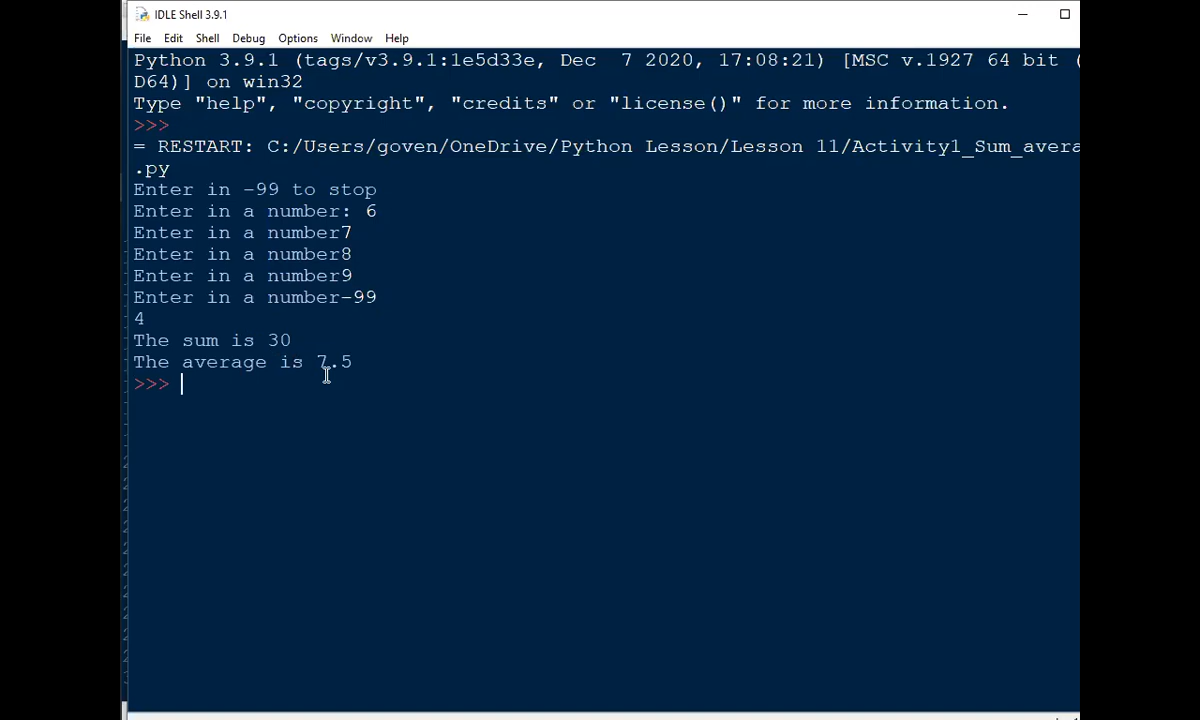 IDLE Shell 3.9.1
File Edit Shell Debug Options Window Help
Python 3.9.1 (tags/v3.9.1:1e5d33e, Dec  7 2020, 17:08:21) [MSC v.1927 64 bit (
D64)] on win32
Type "help", "copyright", "credits" or "license()" for more information.
>>>
= RESTART: C:/Users/goven/OneDrive/Python Lesson/Lesson 11/Activity1_Sum_avera
.py
Enter in -99 to stop
Enter in a number: 6
Enter in a number7
Enter in a number8
Enter in a number9
Enter in a number-99
4
The sum is 30
The average is 7.5
>>>